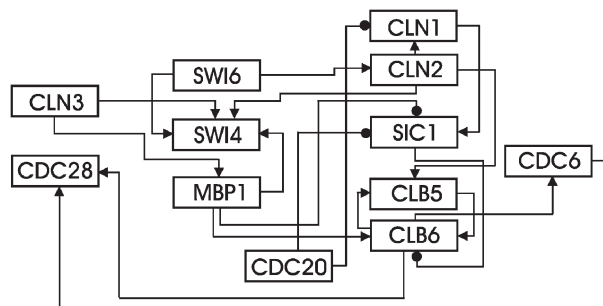 CLN1
SWI6
CLN2
CLN3
SWI4
SIC1
CDC28
CDC6
MBP1
CLB5
CLB6
CDC20